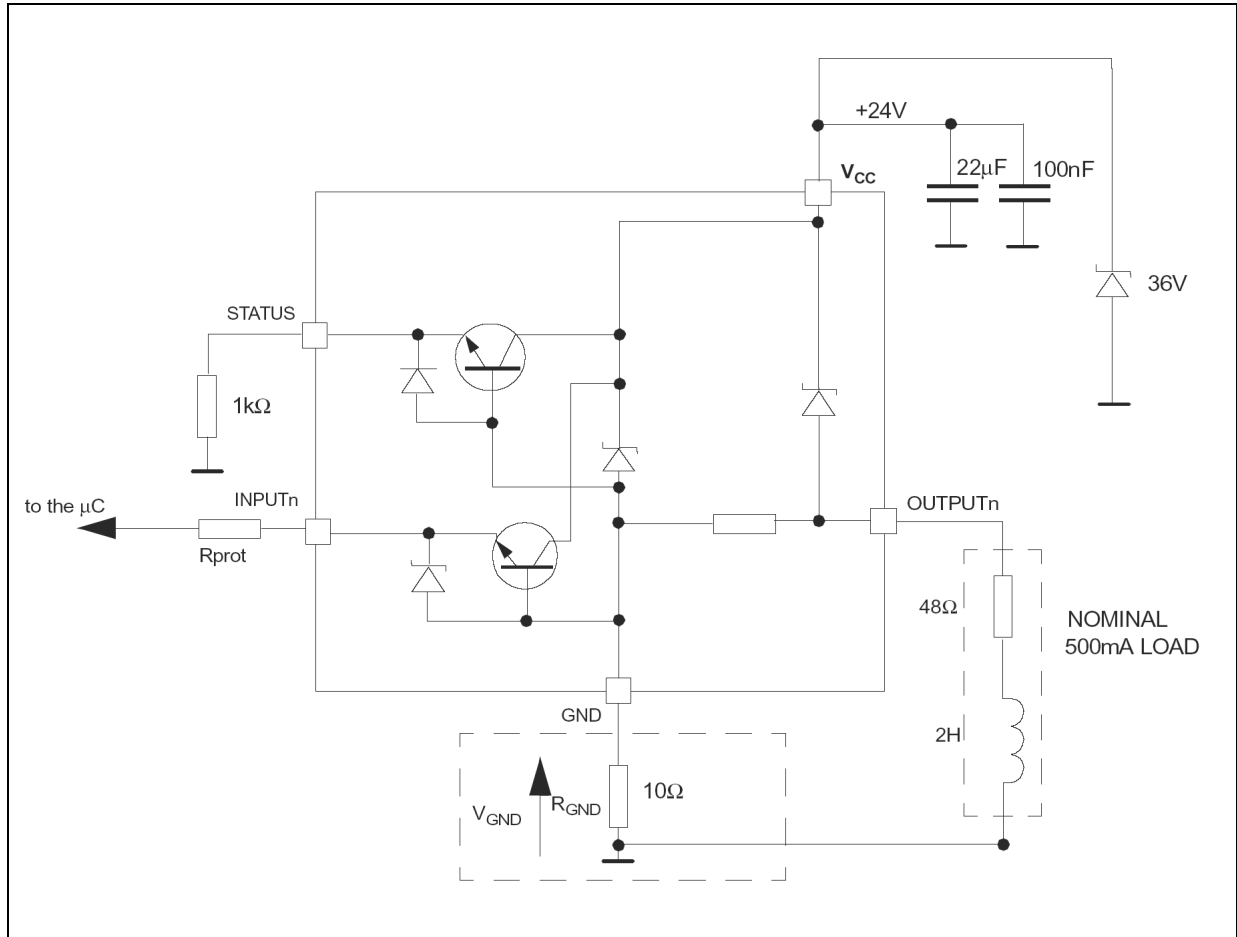 +24V
VCC
22μF
100nF
36V
STATUS
1kΩ
to the μC
INPUTn
Rprot
OUTPUTn
48Ω
NOMINAL
500mA LOAD
2H
GND
VGND
RGND
10Ω